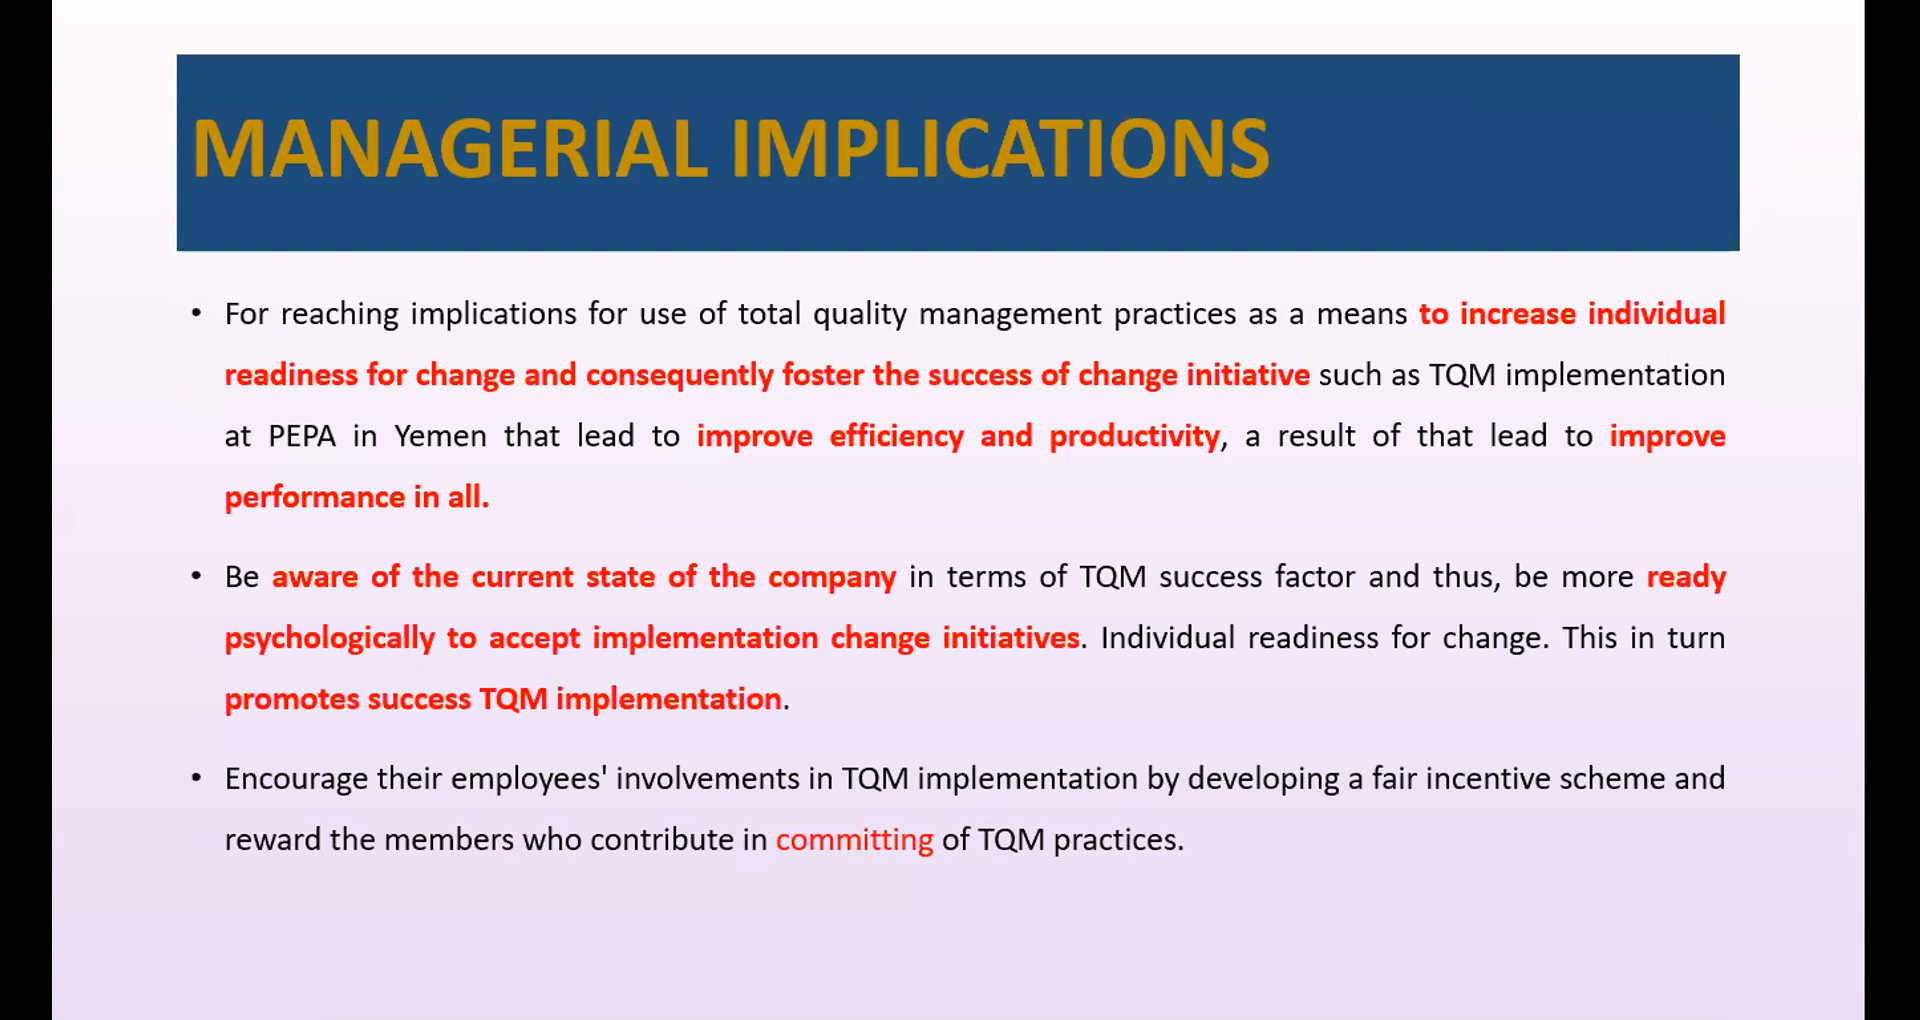 MANAGERIAL IMPLICATIONS
• For reaching implications for use of total quality management practices as a means to increase individual
readiness for change and consequently foster the success of change initiative such as TQM implementation
at PEPA in Yemen that lead to improve efficiency and productivity, a result of that lead to improve
performance in all.
• Be aware of the current state of the company in terms of TQM success factor and thus, be more ready
psychologically to accept implementation change initiatives. Individual readiness for change. This in turn
promotes success TQM implementation.
• Encourage their employees' involvements in TQM implementation by developing a fair incentive scheme and
reward the members who contribute in committing of TQM practices.